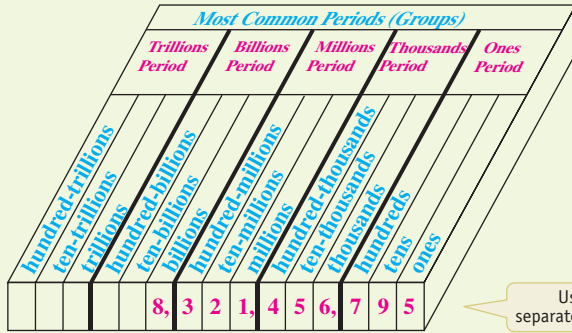 Most Common Periods (Groups)
Trillions Period
Billions Period
Millions Period
Thousands Period
Ones Period
hundred-trillions
ten-trillions
trillions
hundred-billions
ten-billions
billions
hundred-millions
ten-millions
millions
hundred-thousands
ten-thousands
thousands
hundreds
tens
ones
8, 3 2 1, 4 5 6, 7 9 5
Us
separate